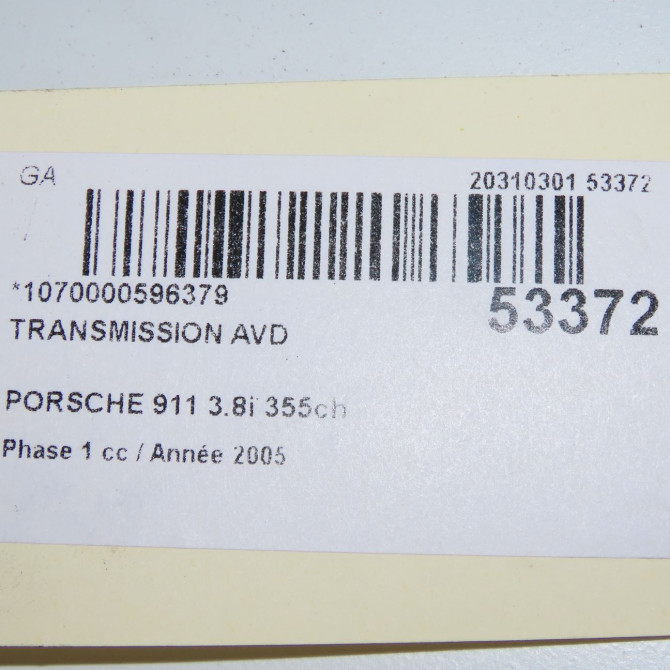 GA
20310301 53372
*1070000596379
53372
TRANSMISSION AVD
PORSCHE 911 3.8i 355ch
Phase 1 cc / Année 2005